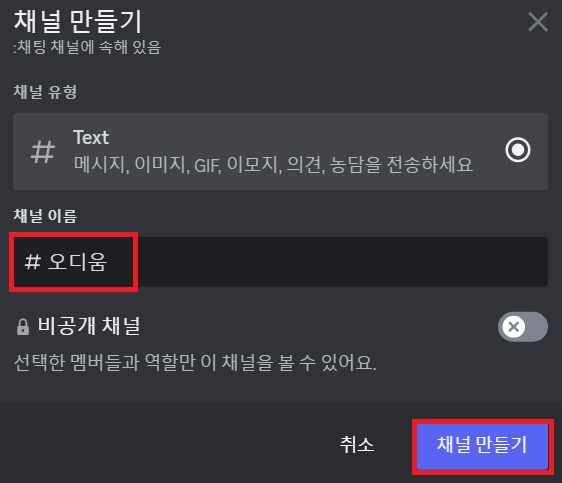 채널 만들기
:채팅 채널에 속해 있음
채널 유형
Text
메시지, 이미지, GIF, 이모지, 의견, 농담을 전송하세요
채널 이름
# 오디움
비공개 채널
선택한 멤버들과 역할만 이 채널을 볼 수 있어요.
취소 채널 만들기